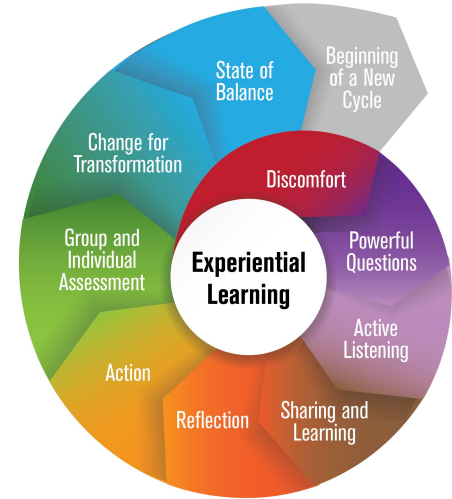 Experiential
Learning
Discomfort
Powerful
Questions
Active
Listening
Sharing and
Learning
Reflection
Action
Group and
Individual
Assessment
Change for
Transformation
State of
Balance
Beginning
of a New
Cycle